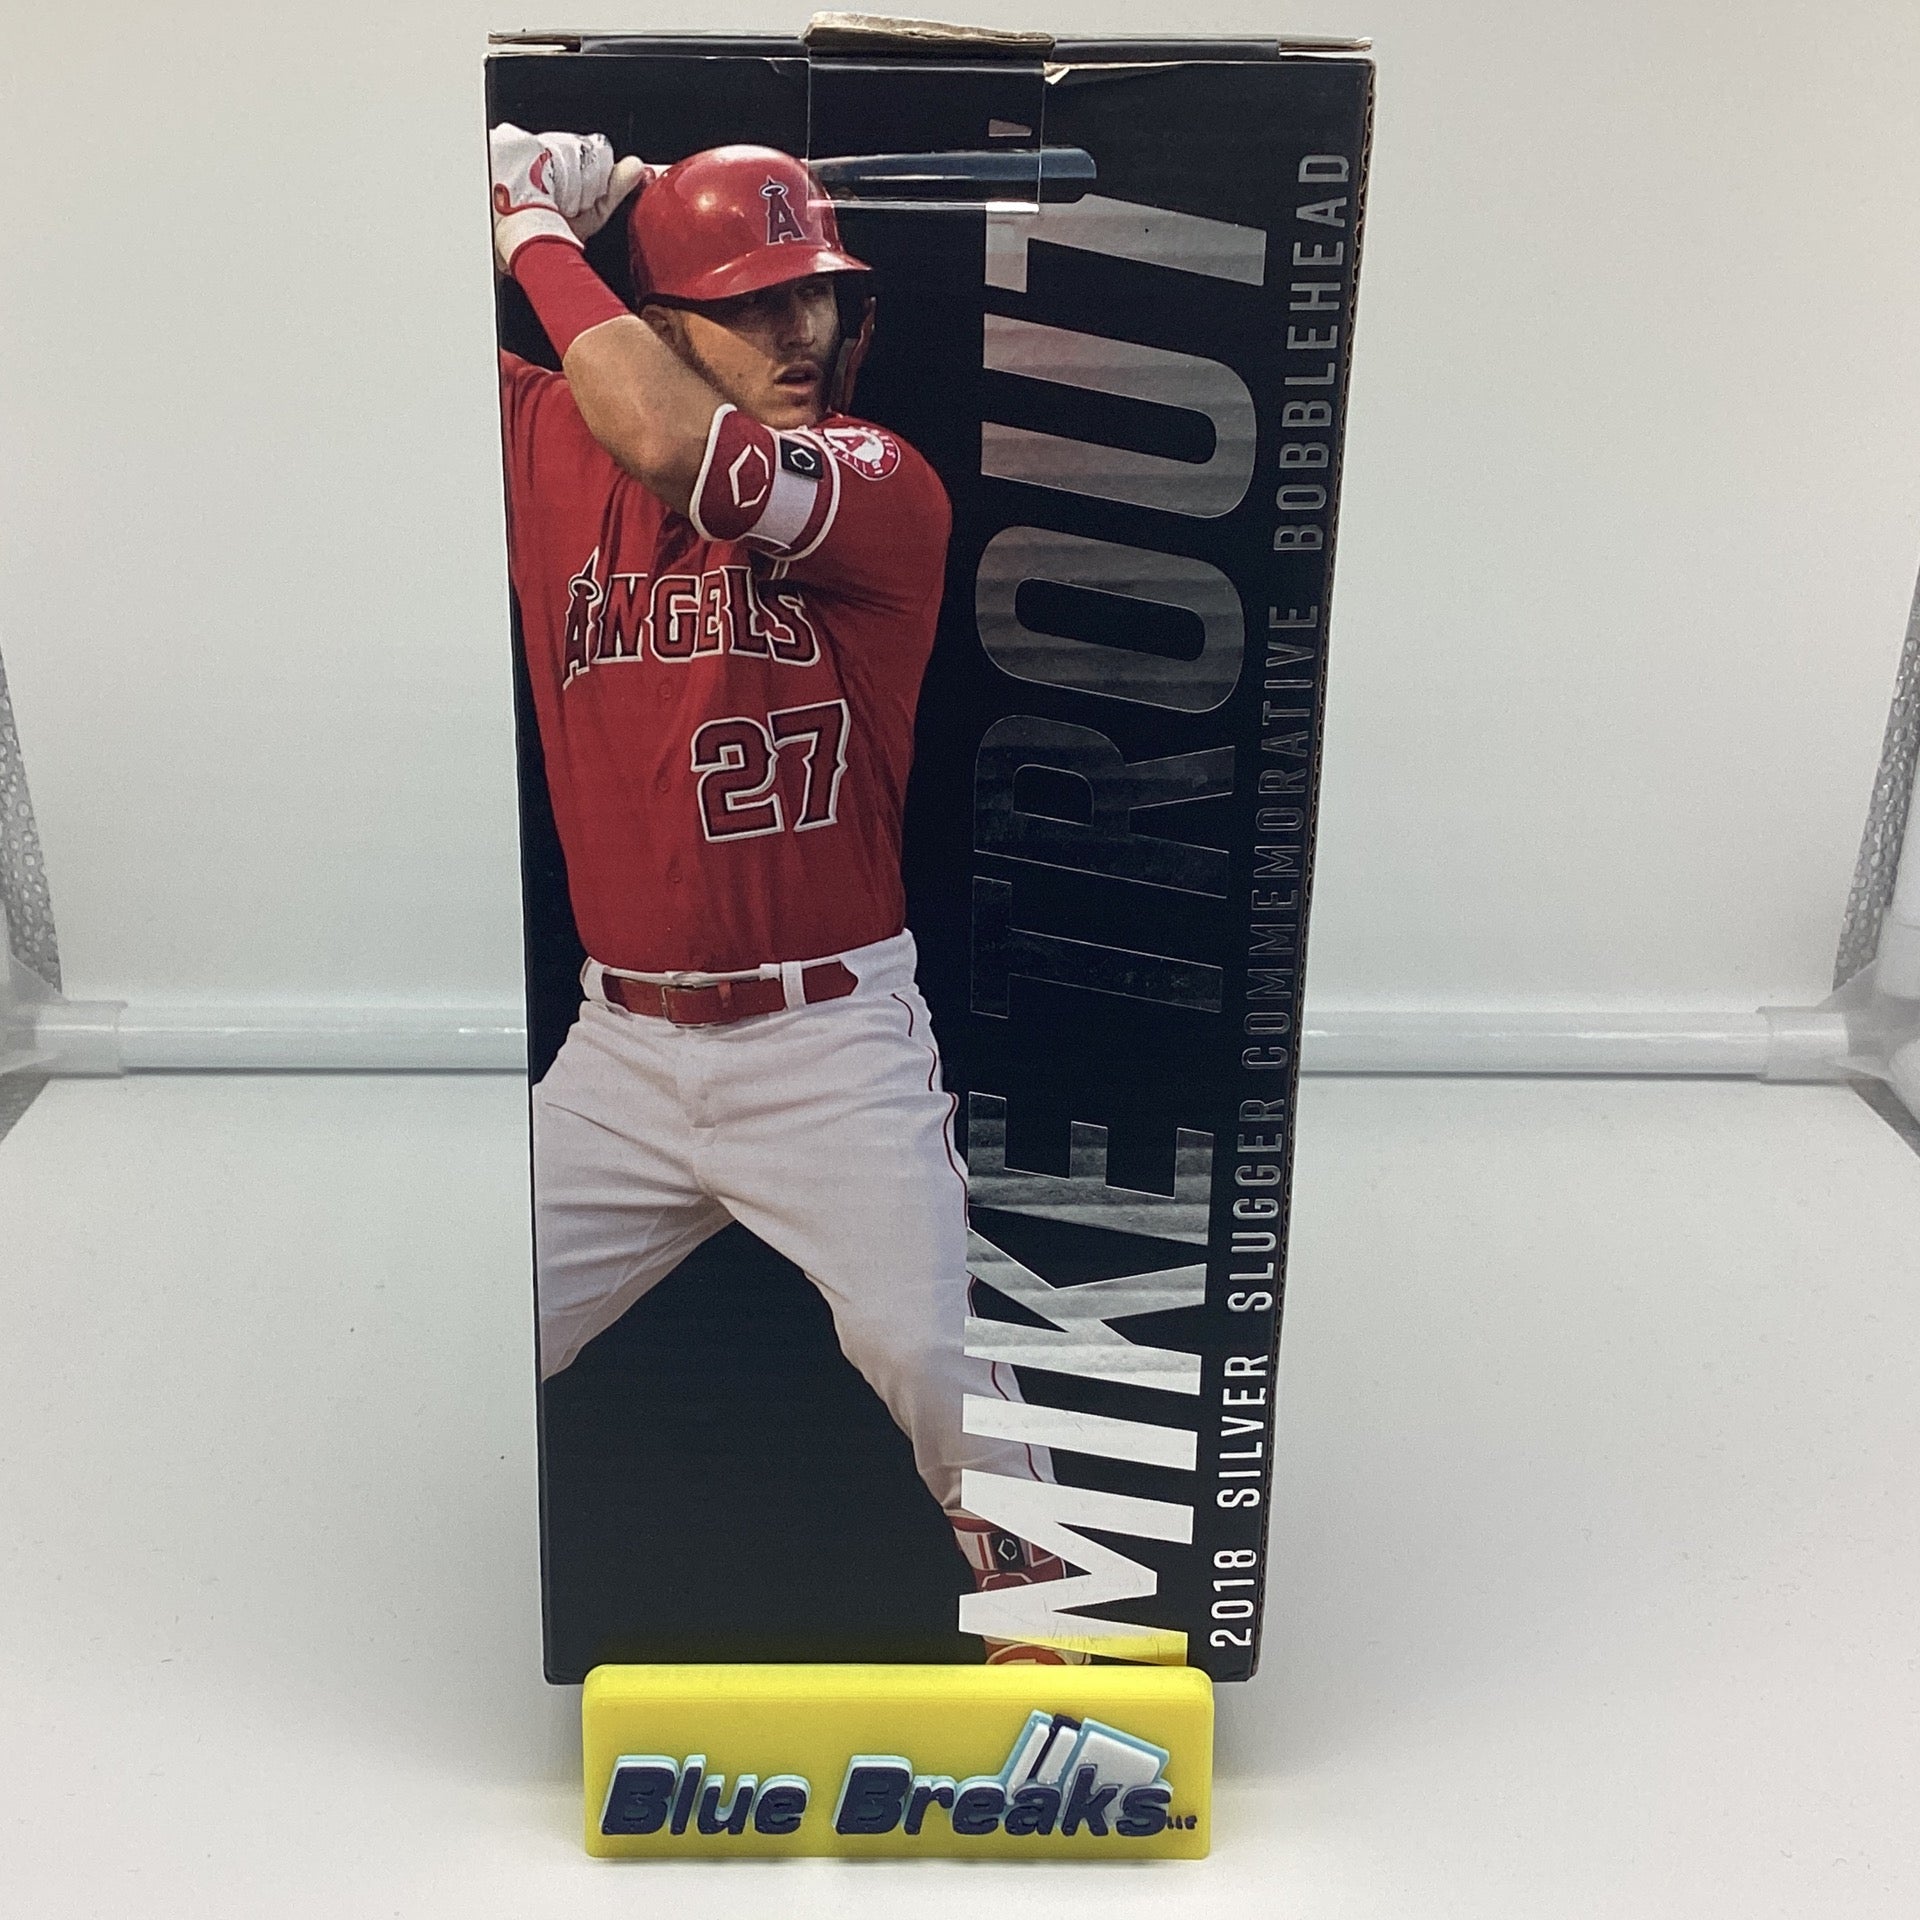 A
ANGELS
27
MIKE TROUT
2018 SILVER SLUGGER COMMEMORATIVE BOBBLEHEAD
Blue Breaks LLC